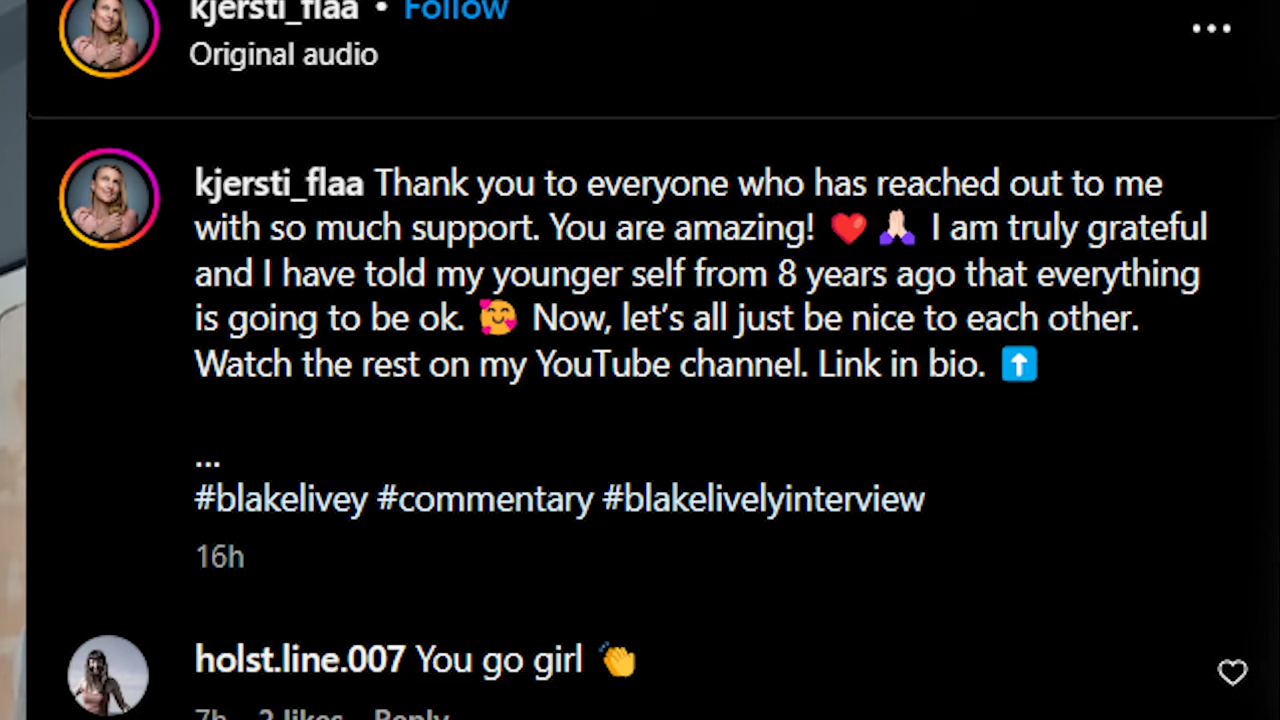 kjersti_flaa • Follow
Original audio
kjersti_flaa Thank you to everyone who has reached out to me
with so much support. You are amazing! ❤️ 🙏🏻 I am truly grateful
and I have told my younger self from 8 years ago that everything
is going to be ok. 🥰 Now, let’s all just be nice to each other.
Watch the rest on my YouTube channel. Link in bio. ⬆️
...
#blakelivey #commentary #blakelivelyinterview
16h
holst.line.007 You go girl 👏
7h 2 likes Reply